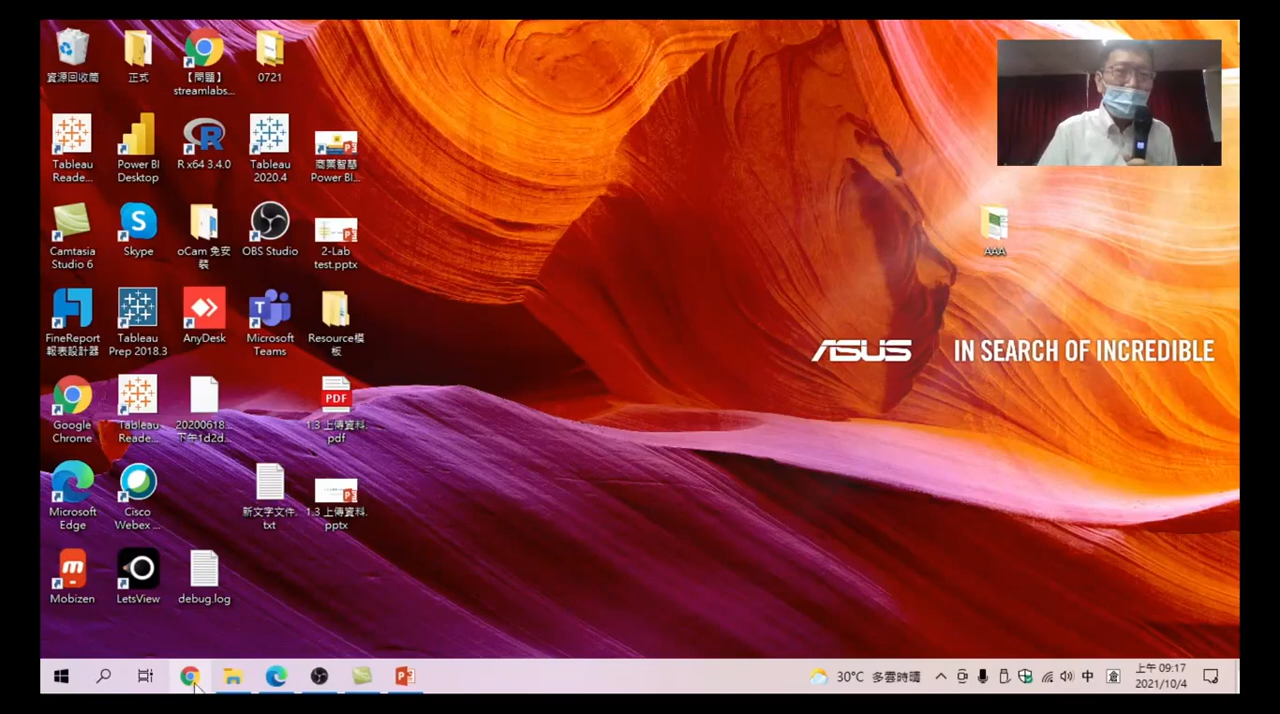 資源回收筒
正式
【問題】
streamlabs...
0721
Tableau
Reade...
Power BI
Desktop
R x64 3.4.0
Tableau
2020.4
商業智慧
Power BI...
Camtasia
Studio 6
Skype
oCam 免安
裝
OBS Studio
2-Lab
test.pptx
AAA
FineReport
報表設計器
Tableau
Prep 2018.3
AnyDesk
Microsoft
Teams
Resource模
板
ASUS IN SEARCH OF INCREDIBLE
Google
Chrome
Tableau
Reade...
20200618...
下午1d2d...
PDF
1.3 上傳資料.
pdf
Microsoft
Edge
Cisco
Webex ...
新文字文件.
txt
1.3 上傳資料.
pptx
Mobizen
LetsView
debug.log
30°C 多雲時晴
中
倉
上午 09:17
2021/10/4